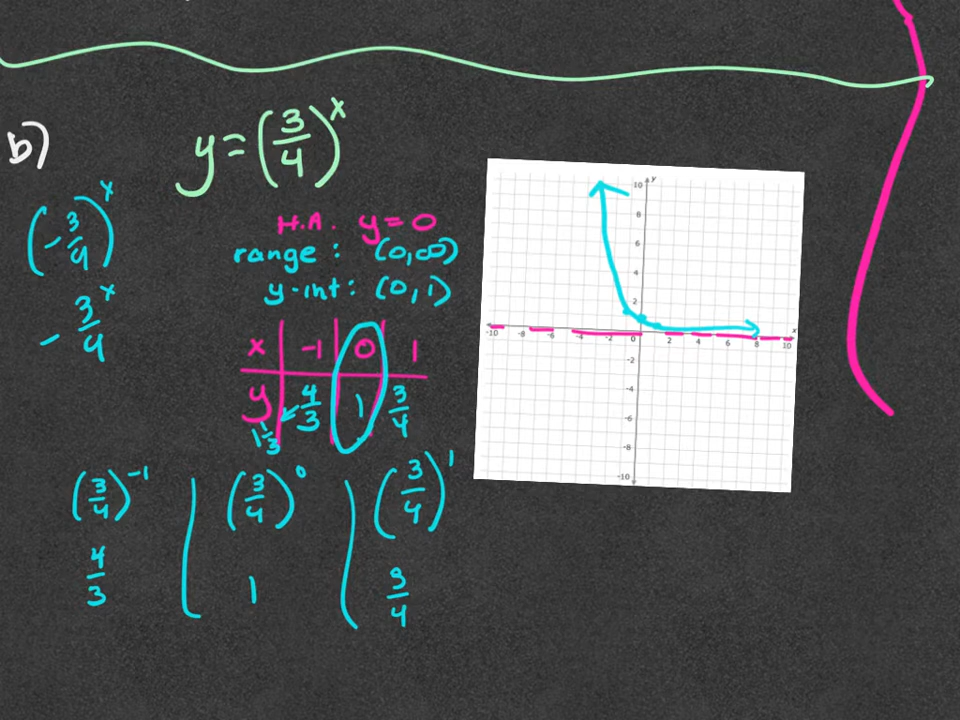 b)
y = (3/4)^x
(-3/4)^x
- 3/4^x
H.A. y = 0
range : (0,∞)
y-int : (0,1)
x -1 0 1
y 4/3 1 3/4
1 1/3
(3/4)^-1 (3/4)^0 (3/4)^1
4/3 1 3/4
y
10
8
6
4
2
-10 -8 -6 -4 -2 0 2 4 6 8 10 x
-2
-4
-6
-8
-10